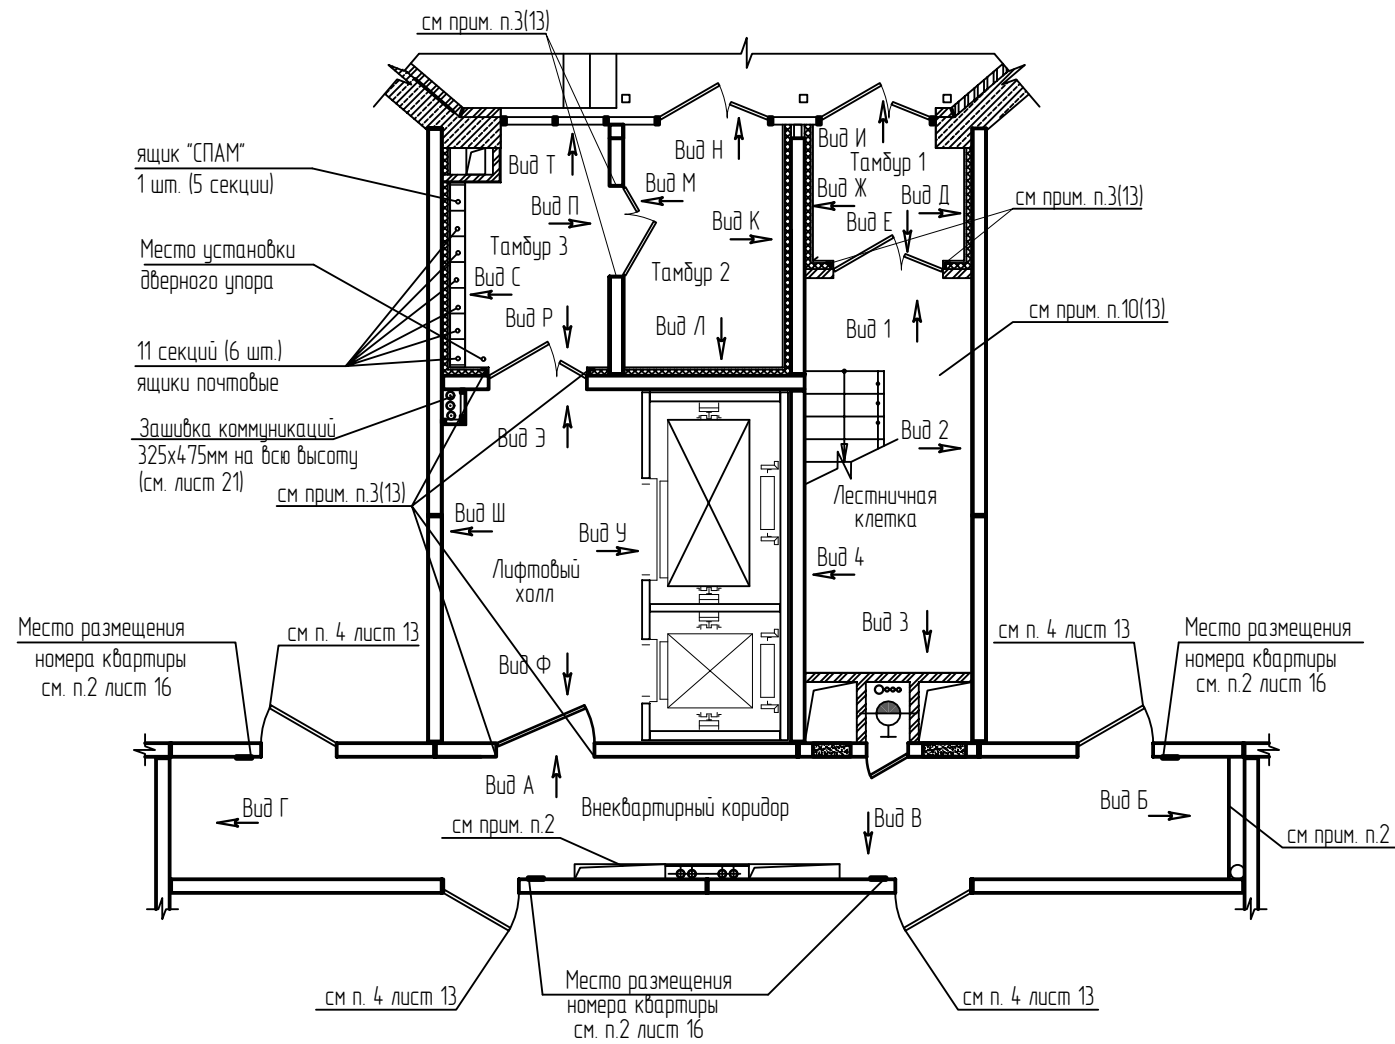 см прим. п.3(13)
ящик "СПАМ"
1 шт. (5 секции)
Место установки
дверного упора
11 секций (6 шт.)
ящики почтовые
Зашивка коммуникаций
325х475мм на всю высоту
(см. лист 21)
см прим. п.3(13)
Вид Т
Вид Н
Вид И
Тамбур 1
Вид М
Вид Ж
Вид Д
Вид П
Вид К
Вид Е
см прим. п.3(13)
Тамбур 3
Тамбур 2
Вид С
Вид Р
Вид Л
Вид 1
см прим. п.10(13)
Вид Э
Вид 2
Вид Ш
Вид У
Лестничная
клетка
Лифтовый
холл
Вид 4
Вид Ф
Вид 3
Место размещения
номера квартиры
см. п.2 лист 16
см п. 4 лист 13
см п. 4 лист 13
Место размещения
номера квартиры
см. п.2 лист 16
Вид Г
Вид А
Внеквартирный коридор
Вид В
Вид Б
см прим. п.2
см прим. п.2
см п. 4 лист 13
Место размещения
номера квартиры
см. п.2 лист 16
см п. 4 лист 13